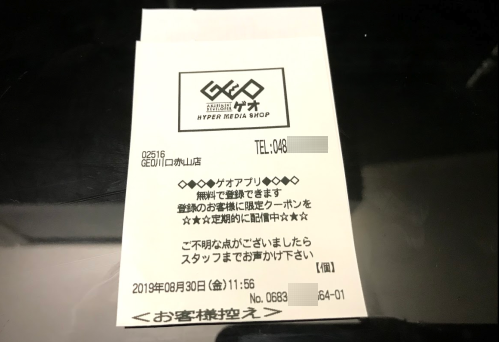 GEO
AMUSEMENT
DEVELOPER
ゲオ
HYPER MEDIA SHOP
TEL:048
02516
GEO川口赤山店
◇◆◇◆ゲオアプリ◆◇◆◇
無料で登録できます
登録のお客様に限定クーポンを
☆★☆定期的に配信中☆★☆
ご不明な点がございましたら
スタッフまでお声かけ下さい
【個】
2019年08月30日(金)11:56
No.0683 64-01
＜お客様控え＞